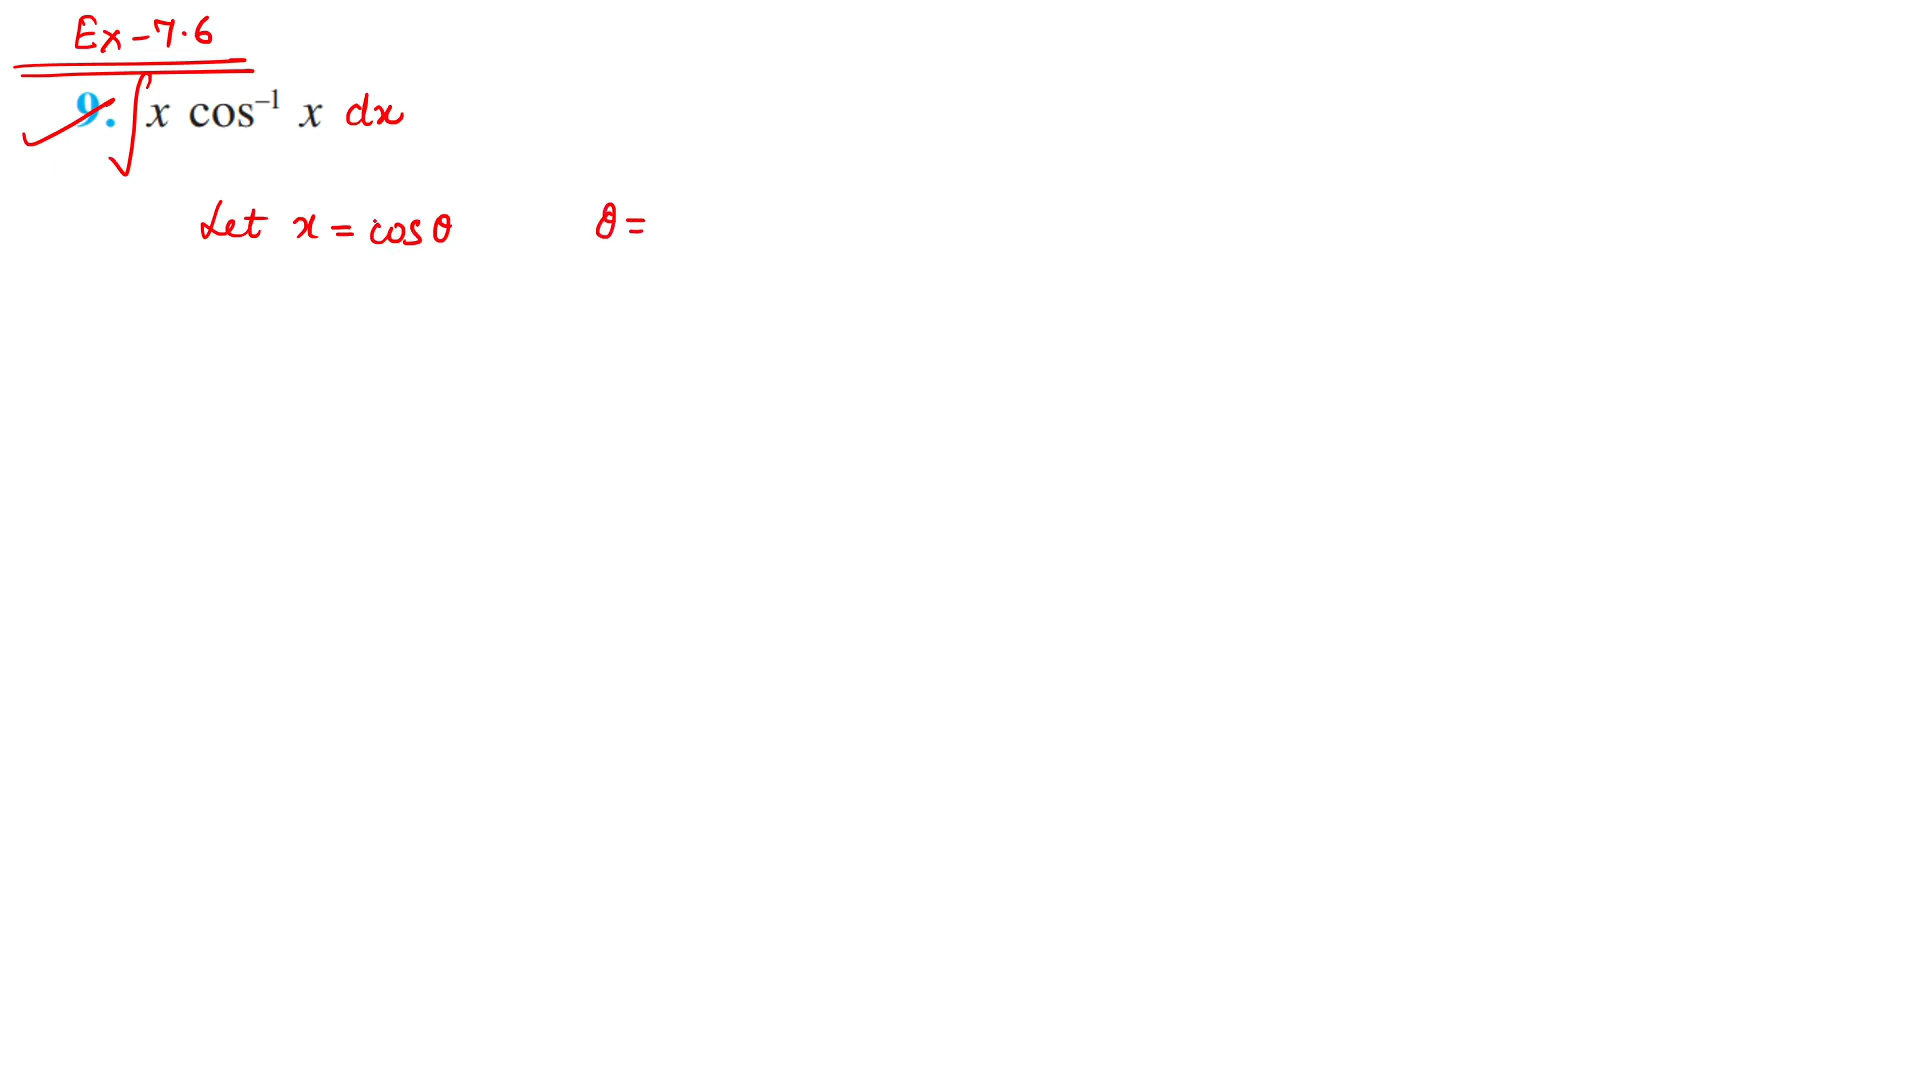 Ex-7.6
9. ∫ x cos⁻¹ x dx
Let x = cos θ θ =